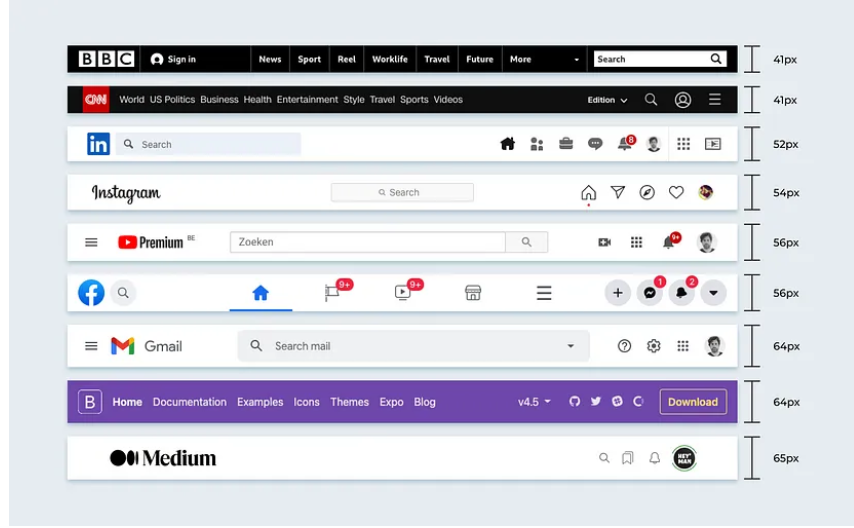 BBC Sign in News Sport Reel Worklife Travel Future More Search 41px
CNN World US Politics Business Health Entertainment Style Travel Sports Videos Edition 41px
in Search 8 52px
Instagram Search 54px
Premium BE Zoeken 9+ 56px
f 9+ 9+ 1 2 56px
Gmail Search mail 64px
B Home Documentation Examples Icons Themes Expo Blog v4.5 Download 64px
Medium HEY MAN 65px